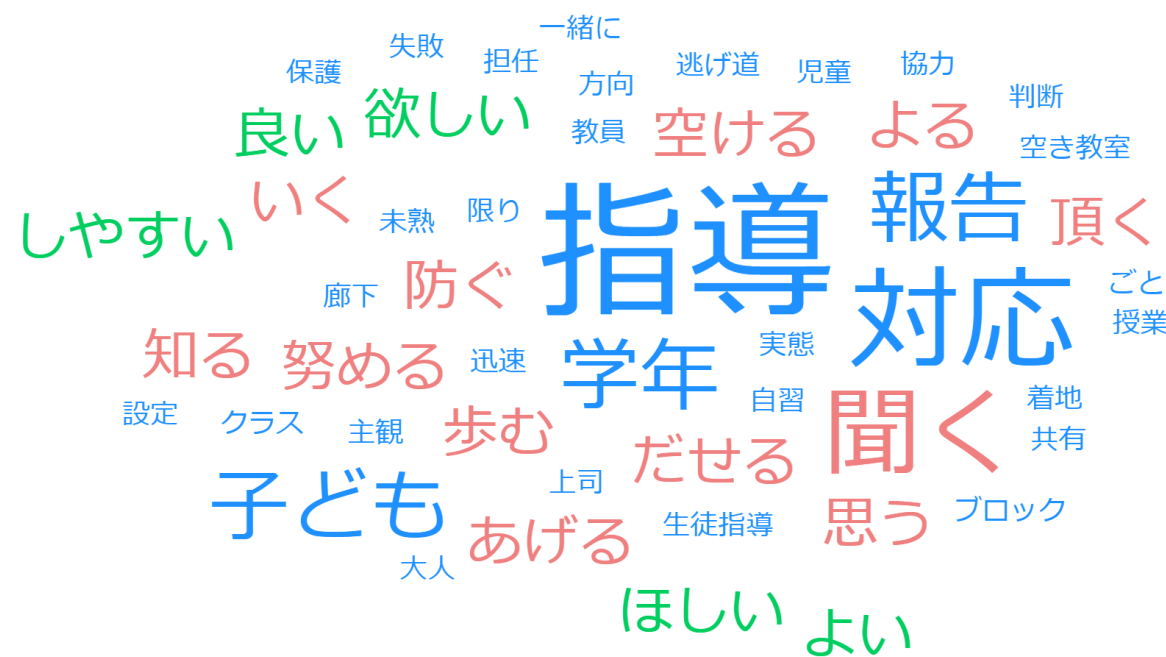 一緒に
失敗
担任
保護
方向
逃げ道
児童
協力
判断
良い
欲しい
教員
空ける
よる
空き教室
しやすい
いく
未熟
限り
指導
報告
頂く
廊下
防ぐ
対応
ごと
授業
知る
努める
迅速
学年
実態
設定
クラス
主観
歩む
自習
だせる
聞く
着地
共有
子ども
上司
あげる
生徒指導
思う
ブロック
大人
ほしい
よい